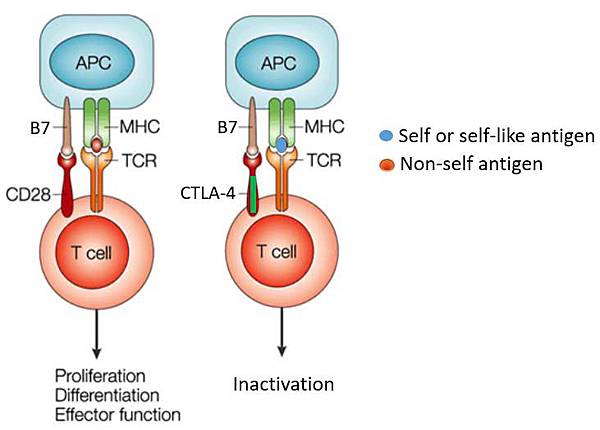 APC
B7
MHC
TCR
CD28
T cell
Proliferation
Differentiation
Effector function
APC
B7
MHC
TCR
CTLA-4
T cell
Inactivation
Self or self-like antigen
Non-self antigen